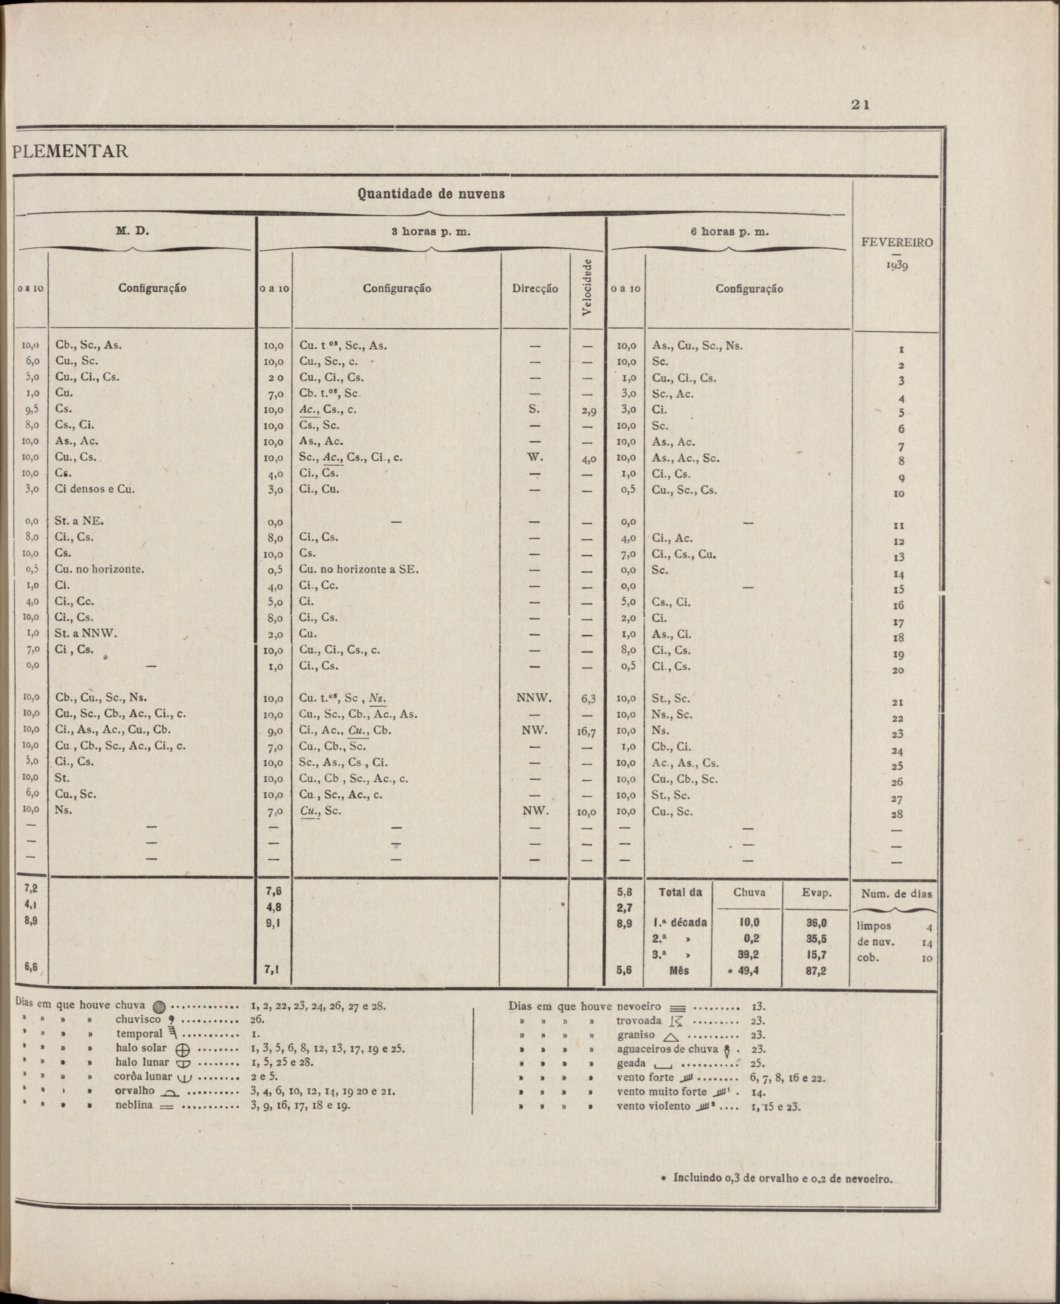 21
PLEMENTAR
Quantidade de nuvens
M. D. 3 horas p. m. 6 horas p. m. FEVEREIRO
—
1939
0 a 10 Configuração 0 a 10 Configuração Direcção Velocidade 0 a 10 Configuração
10,0 Cb., Sc., As. 10,0 Cu. t.os, Sc., As. — — 10,0 As., Cu., Sc., Ns. 1
6,0 Cu., Sc. 10,0 Cu., Sc., c. — — 10,0 Sc. 2
5,0 Cu., Ci., Cs. 2 0 Cu., Ci., Cs. — — 1,0 Cu., Ci., Cs. 3
1,0 Cu. 7,0 Cb. t.os, Sc. — — 3,0 Sc., Ac. 4
9,5 Cs. 10,0 Ac., Cs., c. S. 2,9 3,0 Ci. 5
8,0 Cs., Ci. 10,0 Cs., Sc. — — 10,0 Sc. 6
10,0 As., Ac. 10,0 As., Ac. — — 10,0 As., Ac. 7
10,0 Cu., Cs. 10,0 Sc., Ac., Cs., Ci., c. W. 4,0 10,0 As., Ac., Sc. 8
10,0 Cs. 4,0 Ci., Cs. — — 1,0 Ci., Cs. 9
3,0 Ci densos e Cu. 3,0 Ci., Cu. — — 0,5 Cu., Sc., Cs. 10
0,0 St. a NE. 0,0 — — — 0,0 — 11
8,0 Ci., Cs. 8,0 Ci., Cs. — — 4,0 Ci., Ac. 12
10,0 Cs. 10,0 Cs. — — 7,0 Ci., Cs., Cu. 13
0,5 Cu. no horizonte. 0,5 Cu. no horizonte a SE. — — 0,0 Sc. 14
1,0 Ci. 4,0 Ci., Cc. — — 0,0 — 15
4,0 Ci., Cc. 5,0 Ci. — — 5,0 Cs., Ci. 16
10,0 Ci., Cs. 8,0 Ci., Cs. — — 2,0 Ci. 17
1,0 St. a NNW. 2,0 Cu. — — 1,0 As., Ci. 18
7,0 Ci , Cs. 10,0 Cu., Ci., Cs., c. — — 8,0 Ci., Cs. 19
0,0 — 1,0 Ci., Cs. — — 0,5 Ci., Cs. 20
10,0 Cb., Cu., Sc., Ns. 10,0 Cu. t.os, Sc , Ns. NNW. 6,3 10,0 St., Sc. 21
10,0 Cu., Sc., Cb., Ac., Ci., c. 10,0 Cu., Sc., Cb., Ac., As. — — 10,0 Ns., Sc. 22
10,0 Ci., As., Ac., Cu., Cb. 9,0 Ci., Ac., Cu., Cb. NW. 16,7 10,0 Ns. 23
10,0 Cu , Cb., Sc., Ac., Ci., c. 7,0 Cu., Cb., Sc. — — 1,0 Cb., Ci. 24
5,0 Ci., Cs. 10,0 Sc., As., Cs , Ci. — — 10,0 Ac., As., Cs. 25
10,0 St. 10,0 Cu., Cb , Sc., Ac., c. — — 10,0 Cu., Cb., Sc. 26
6,0 Cu., Sc. 10,0 Cu , Sc., Ac., c. — — 10,0 St., Sc. 27
10,0 Ns. 7,0 Cu., Sc. NW. 10,0 10,0 Cu., Sc. 28
— — — — — — — — —
— — — — — — — — —
— — — — — — — — —
7,2 7,6 5,8 Total da Chuva Evap. Num. de dias
4,1 4,8 2,7
8,9 9,1 8,9 1.ª década 10,0 36,0 limpos 4
2.ª » 0,2 35,5 de nuv. 14
3.ª » 39,2 15,7 cob. 10
6,6 7,1 5,6 Mês * 49,4 87,2
Dias em que houve chuva ............ 1, 2, 22, 23, 24, 26, 27 e 28.
» » » » chuvisco ........... 26.
» » » » temporal ........... 1.
» » » » halo solar ........ 1, 3, 5, 6, 8, 12, 13, 17, 19 e 25.
» » » » halo lunar ........ 1, 5, 25 e 28.
» » » » corôa lunar ........ 2 e 5.
» » » » orvalho .......... 3, 4, 6, 10, 12, 14, 19 20 e 21.
» » » » neblina ........... 3, 9, 16, 17, 18 e 19.
Dias em que houve nevoeiro ......... 13.
» » » » trovoada ......... 23.
» » » » graniso .......... 23.
» » » » aguaceiros de chuva . 23.
» » » » geada ........... 25.
» » » » vento forte ........ 6, 7, 8, 16 e 22.
» » » » vento muito forte . 14.
» » » » vento violento .... 1, 15 e 23.
* Incluindo 0,3 de orvalho e 0,2 de nevoeiro.